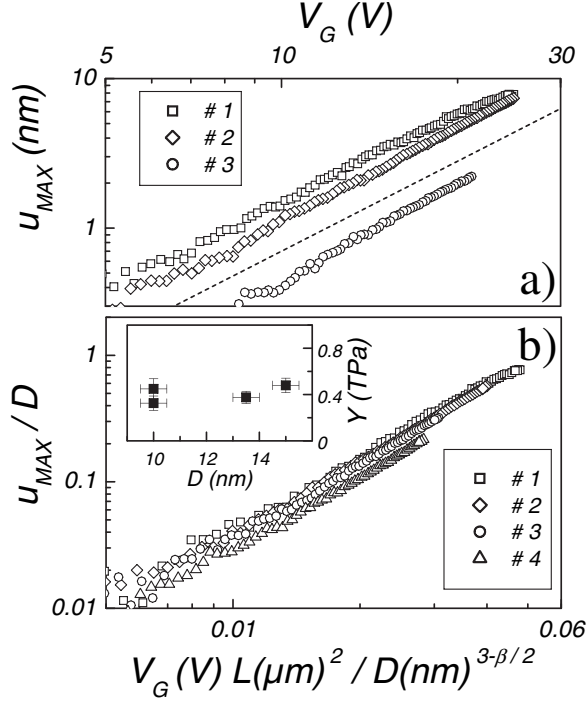 V_G (V)
5 10 30
10
1
u_MAX (nm)
# 1
# 2
# 3
a)
b)
1
0.1
0.01
u_MAX / D
0.8
0.4
0
Y (TPa)
10 12 14
D (nm)
# 1
# 2
# 3
# 4
0.01 0.06
V_G (V) L(μm)^2 / D(nm)^{3-β/2}